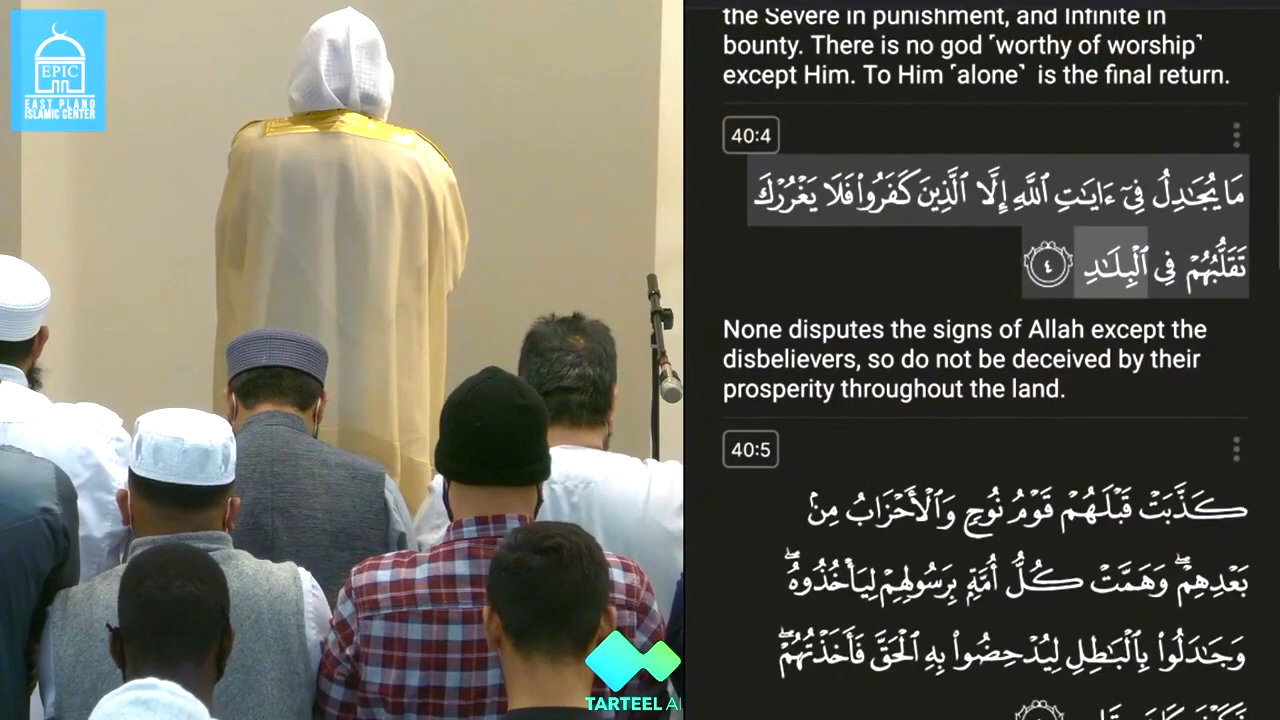 EPIC
EAST PLANO
ISLAMIC CENTER
TARTEEL AI
the Severe in punishment, and Infinite in
bounty. There is no god ˹worthy of worship˺
except Him. To Him ˹alone˺ is the final return.
40:4
مَا يُجَـٰدِلُ فِىٓ ءَايَـٰتِ ٱللَّهِ إِلَّا ٱلَّذِينَ كَفَرُوا۟ فَلَا يَغْرُرْكَ
تَقَلُّبُهُمْ فِى ٱلْبِلَـٰدِ ٤
None disputes the signs of Allah except the
disbelievers, so do not be deceived by their
prosperity throughout the land.
40:5
كَذَّبَتْ قَبْلَهُمْ قَوْمُ نُوحٍ وَٱلْأَحْزَابُ مِنۢ
بَعْدِهِمْ ۖ وَهَمَّتْ كُلُّ أُمَّةٍۭ بِرَسُولِهِمْ لِيَأْخُذُوهُ ۖ
وَجَـٰدَلُوا۟ بِٱلْبَـٰطِلِ لِيُدْحِضُوا۟ بِهِ ٱلْحَقَّ فَأَخَذْتُهُمْ ۖ